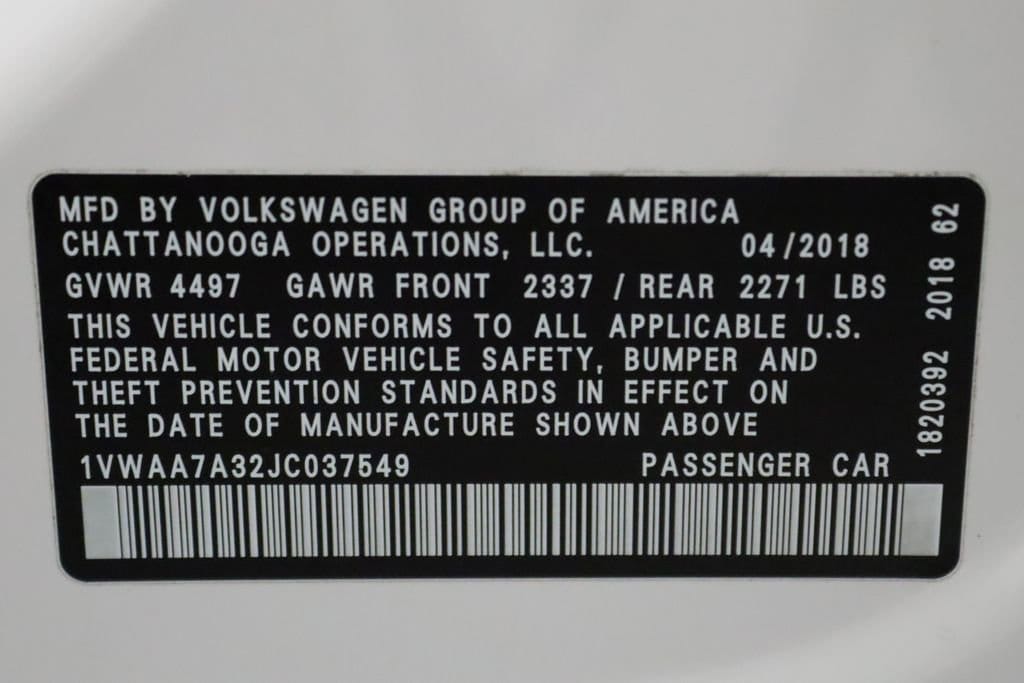 MFD BY VOLKSWAGEN GROUP OF AMERICA
CHATTANOOGA OPERATIONS, LLC. 04/2018
GVWR 4497 GAWR FRONT 2337 / REAR 2271 LBS
THIS VEHICLE CONFORMS TO ALL APPLICABLE U.S.
FEDERAL MOTOR VEHICLE SAFETY, BUMPER AND
THEFT PREVENTION STANDARDS IN EFFECT ON
THE DATE OF MANUFACTURE SHOWN ABOVE
1VWAA7A32JC037549 PASSENGER CAR
1820392 2018 62